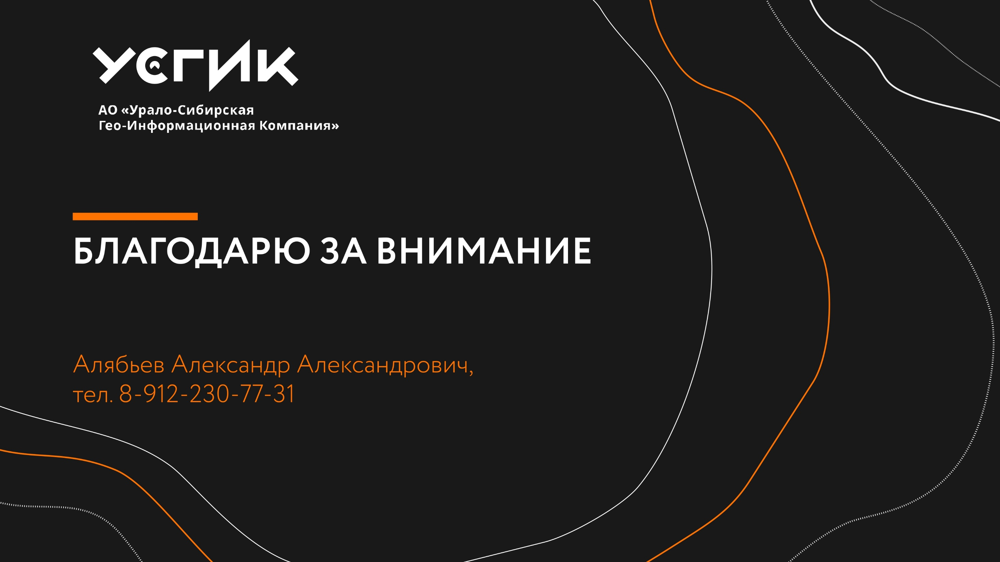 УСГИК
АО «Урало-Сибирская
Гео-Информационная Компания»
БЛАГОДАРЮ ЗА ВНИМАНИЕ
Алябьев Александр Александрович,
тел. 8-912-230-77-31